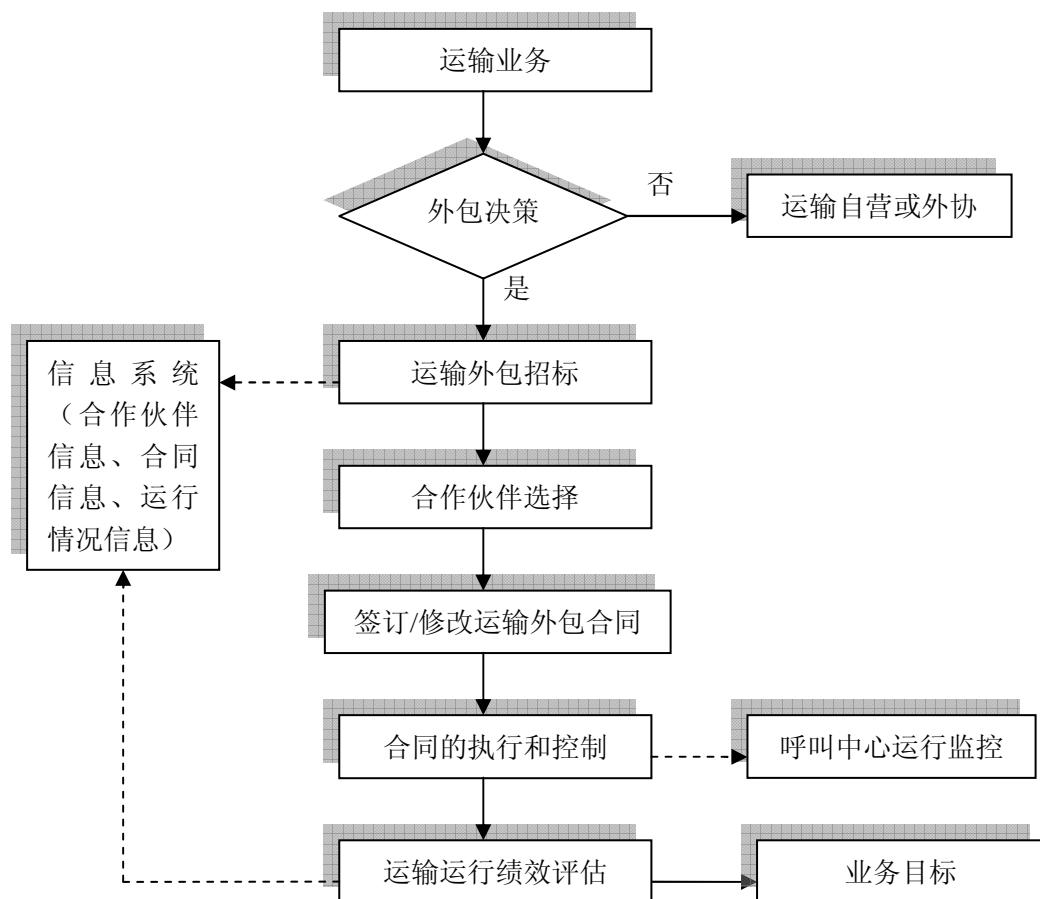 运输业务
外包决策
否
运输自营或外协
是
运输外包招标
信息系统
（合作伙伴
信息、合同
信息、运行
情况信息）
合作伙伴选择
签订/修改运输外包合同
合同的执行和控制
呼叫中心运行监控
运输运行绩效评估
业务目标